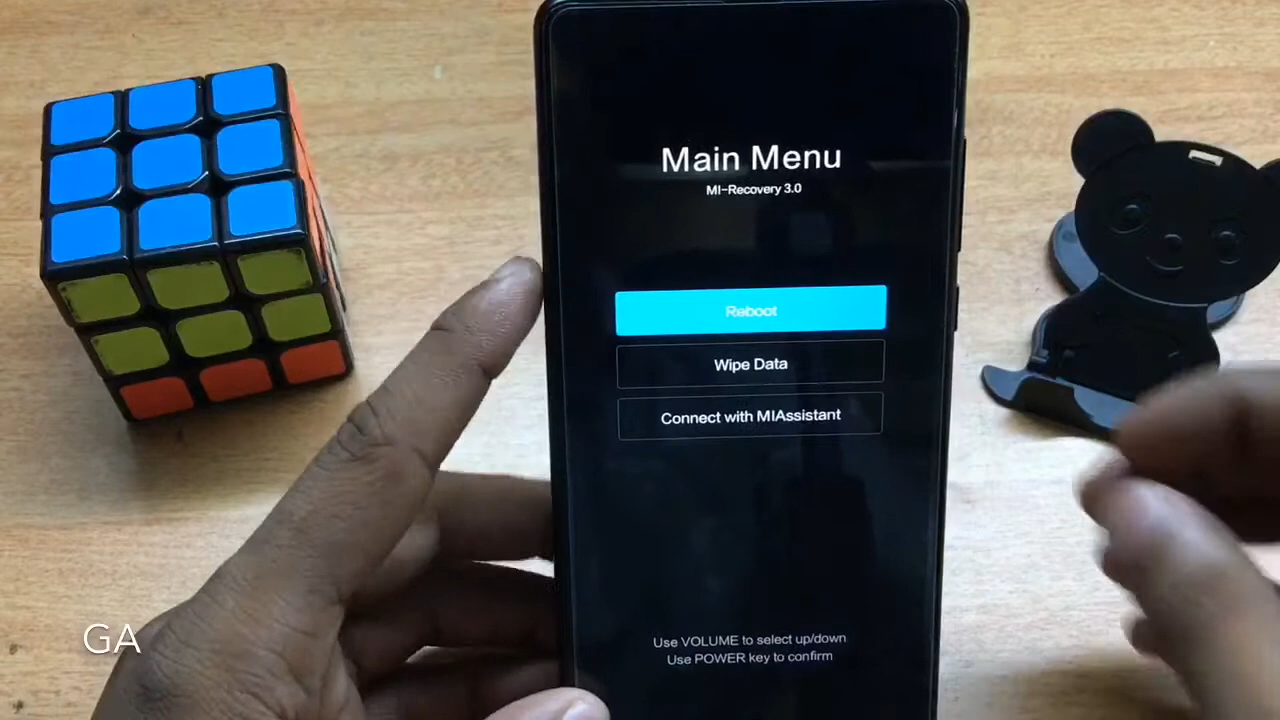 Main Menu
MI-Recovery 3.0
Reboot
Wipe Data
Connect with MIAssistant
Use VOLUME to select up/down
Use POWER key to confirm
GA